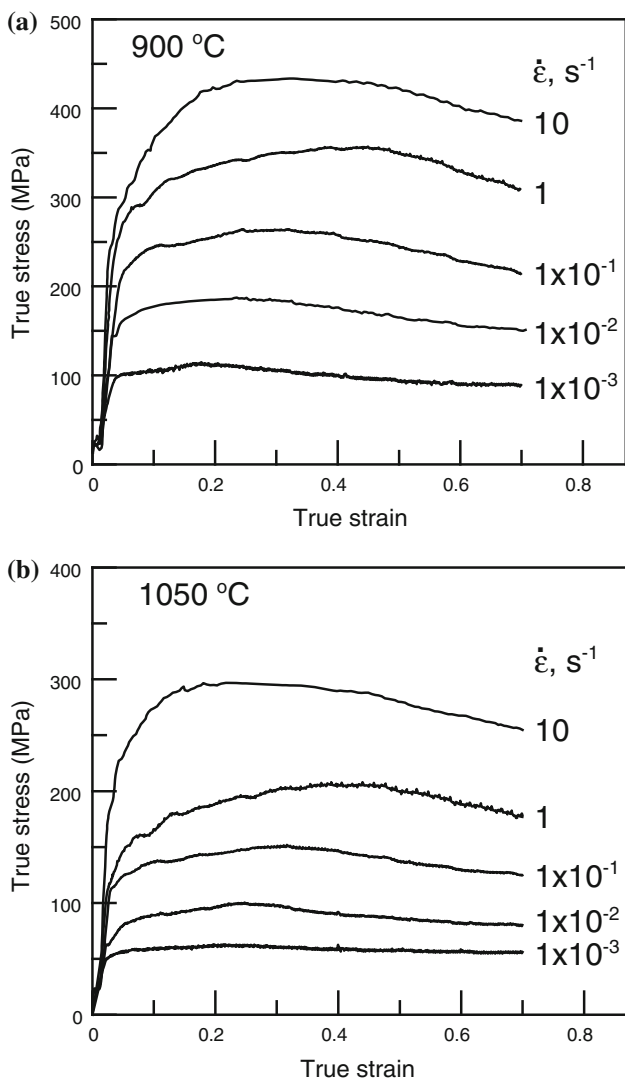 (a)
900 °C
ε̇, s⁻¹
10
1
1x10⁻¹
1x10⁻²
1x10⁻³
500
400
300
200
100
0
True stress (MPa)
0 0.2 0.4 0.6 0.8
True strain
(b)
1050 °C
ε̇, s⁻¹
10
1
1x10⁻¹
1x10⁻²
1x10⁻³
400
300
200
100
0
True stress (MPa)
0 0.2 0.4 0.6 0.8
True strain